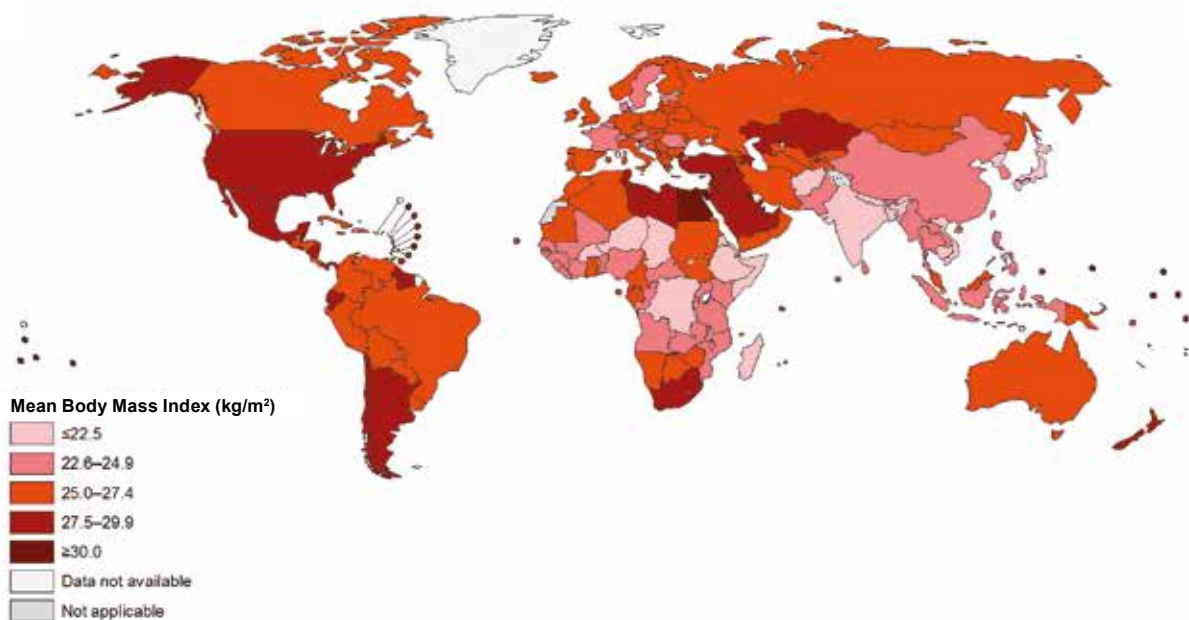 Mean Body Mass Index (kg/m²)
≤22.5
22.6–24.9
25.0–27.4
27.5–29.9
≥30.0
Data not available
Not applicable